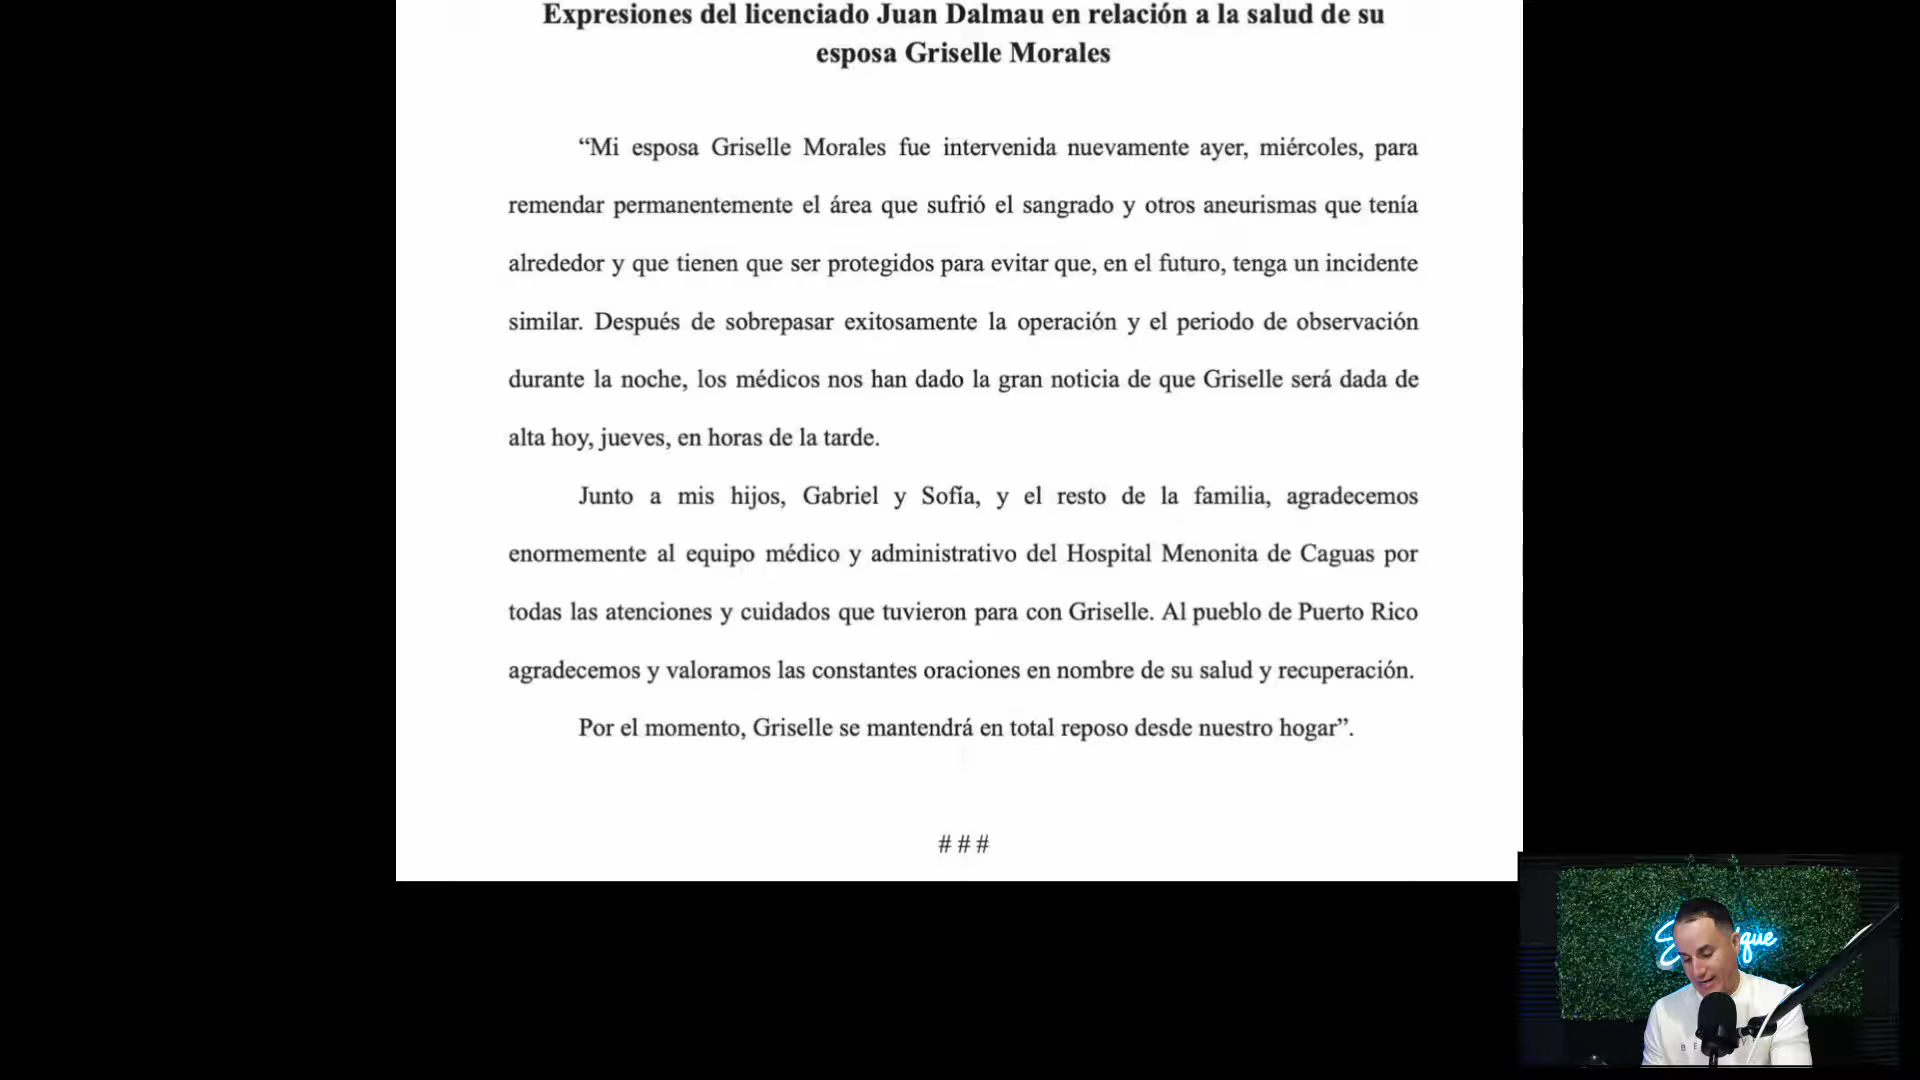 Expresiones del licenciado Juan Dalmau en relación a la salud de su
esposa Griselle Morales
“Mi esposa Griselle Morales fue intervenida nuevamente ayer, miércoles, para
remendar permanentemente el área que sufrió el sangrado y otros aneurismas que tenía
alrededor y que tienen que ser protegidos para evitar que, en el futuro, tenga un incidente
similar. Después de sobrepasar exitosamente la operación y el periodo de observación
durante la noche, los médicos nos han dado la gran noticia de que Griselle será dada de
alta hoy, jueves, en horas de la tarde.
Junto a mis hijos, Gabriel y Sofía, y el resto de la familia, agradecemos
enormemente al equipo médico y administrativo del Hospital Menonita de Caguas por
todas las atenciones y cuidados que tuvieron para con Griselle. Al pueblo de Puerto Rico
agradecemos y valoramos las constantes oraciones en nombre de su salud y recuperación.
Por el momento, Griselle se mantendrá en total reposo desde nuestro hogar”.
# # #